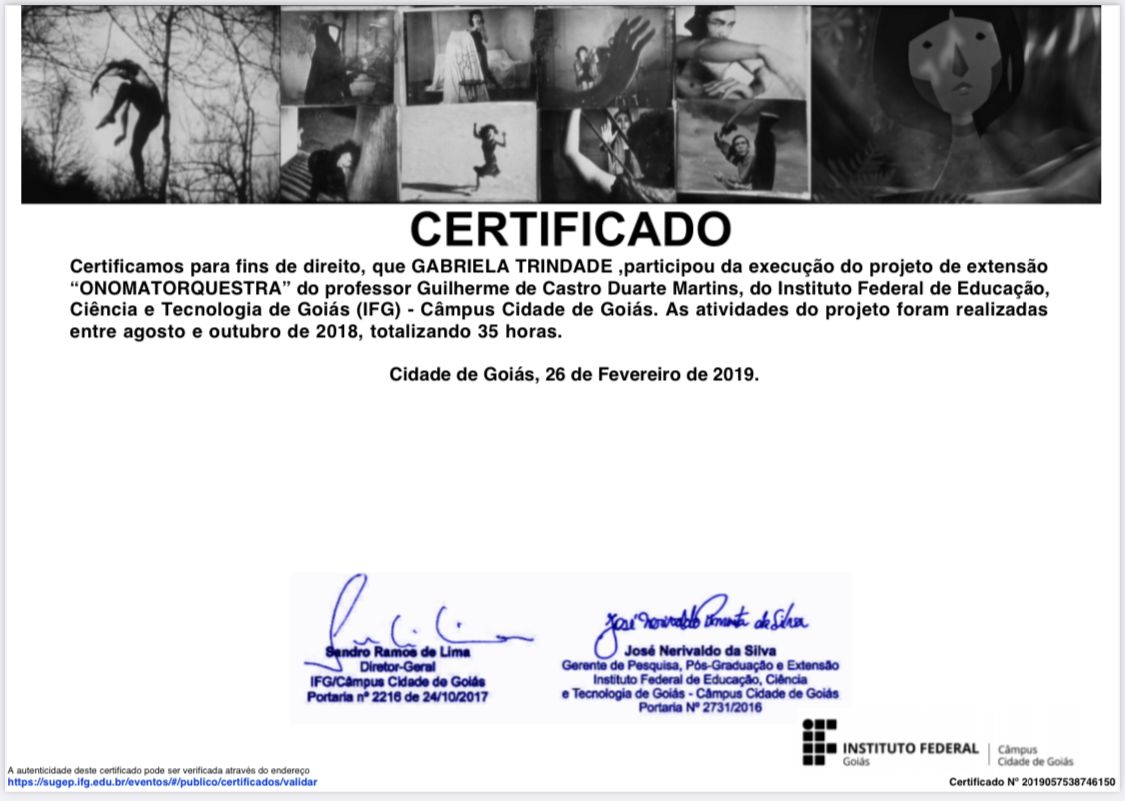 CERTIFICADO
Certificamos para fins de direito, que GABRIELA TRINDADE ,participou da execução do projeto de extensão
“ONOMATORQUESTRA” do professor Guilherme de Castro Duarte Martins, do Instituto Federal de Educação,
Ciência e Tecnologia de Goiás (IFG) - Câmpus Cidade de Goiás. As atividades do projeto foram realizadas
entre agosto e outubro de 2018, totalizando 35 horas.
Cidade de Goiás, 26 de Fevereiro de 2019.
Sandro Ramos de Lima
Diretor-Geral
IFG/Câmpus Cidade de Goiás
Portaria nº 2216 de 24/10/2017
José Nerivaldo Pimenta da Silva
José Nerivaldo da Silva
Gerente de Pesquisa, Pós-Graduação e Extensão
Instituto Federal de Educação, Ciência
e Tecnologia de Goiás - Câmpus Cidade de Goiás
Portaria Nº 2731/2016
INSTITUTO FEDERAL
Goiás
Câmpus
Cidade de Goiás
A autenticidade deste certificado pode ser verificada através do endereço
https://sugep.ifg.edu.br/eventos/#/publico/certificados/validar
Certificado N° 2019057538746150